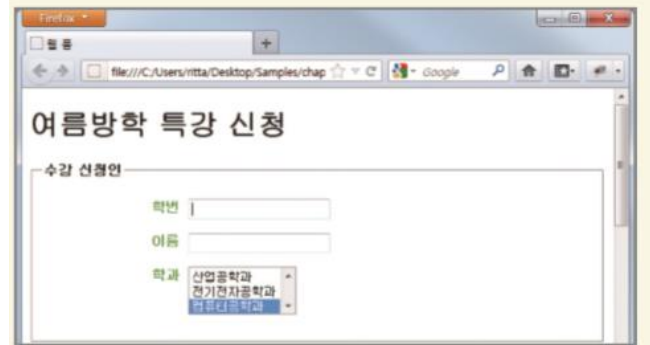 Firefox
웹 폼
file:///C:/Users/ritta/Desktop/Samples/chap
Google
여름방학 특강 신청
수강 신청인
학번
이름
학과
산업공학과
전기전자공학과
컴퓨터공학과